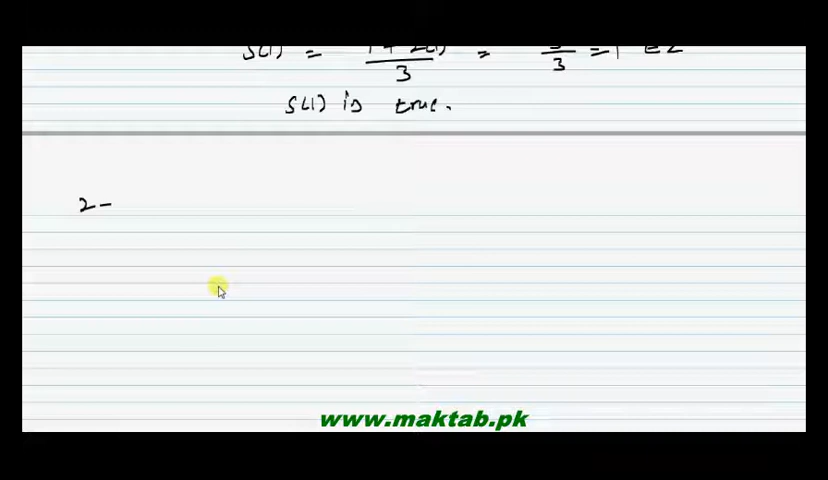 S(1) = / 3 = / 3 = 1 ∈ Z
S(1) is true.
2-
www.maktab.pk